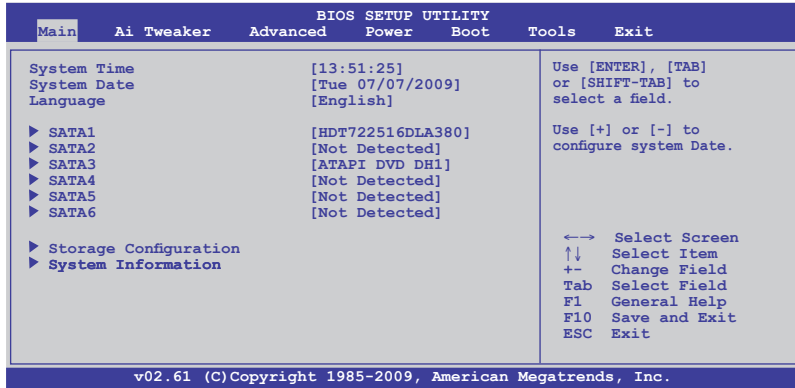 BIOS SETUP UTILITY
Main Ai Tweaker Advanced Power Boot Tools Exit
System Time [13:51:25]
System Date [Tue 07/07/2009]
Language [English]
▶ SATA1 [HDT722516DLA380]
▶ SATA2 [Not Detected]
▶ SATA3 [ATAPI DVD DH1]
▶ SATA4 [Not Detected]
▶ SATA5 [Not Detected]
▶ SATA6 [Not Detected]
▶ Storage Configuration
▶ System Information
Use [ENTER], [TAB]
or [SHIFT-TAB] to
select a field.
Use [+] or [-] to
configure system Date.
←→ Select Screen
↑↓ Select Item
+- Change Field
Tab Select Field
F1 General Help
F10 Save and Exit
ESC Exit
v02.61 (C)Copyright 1985-2009, American Megatrends, Inc.